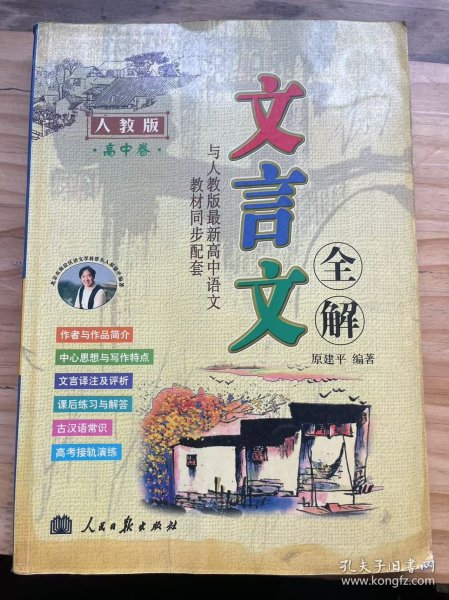 人教版
·高中卷·
文言文
全解
与人教版最新高中语文
教材同步配套
原建平 编著
作者与作品简介
中心思想与写作特点
文言译注及评析
课后练习与解答
古汉语常识
高考接轨演练
人民日报出版社
孔夫子旧书网
www.kongfz.com